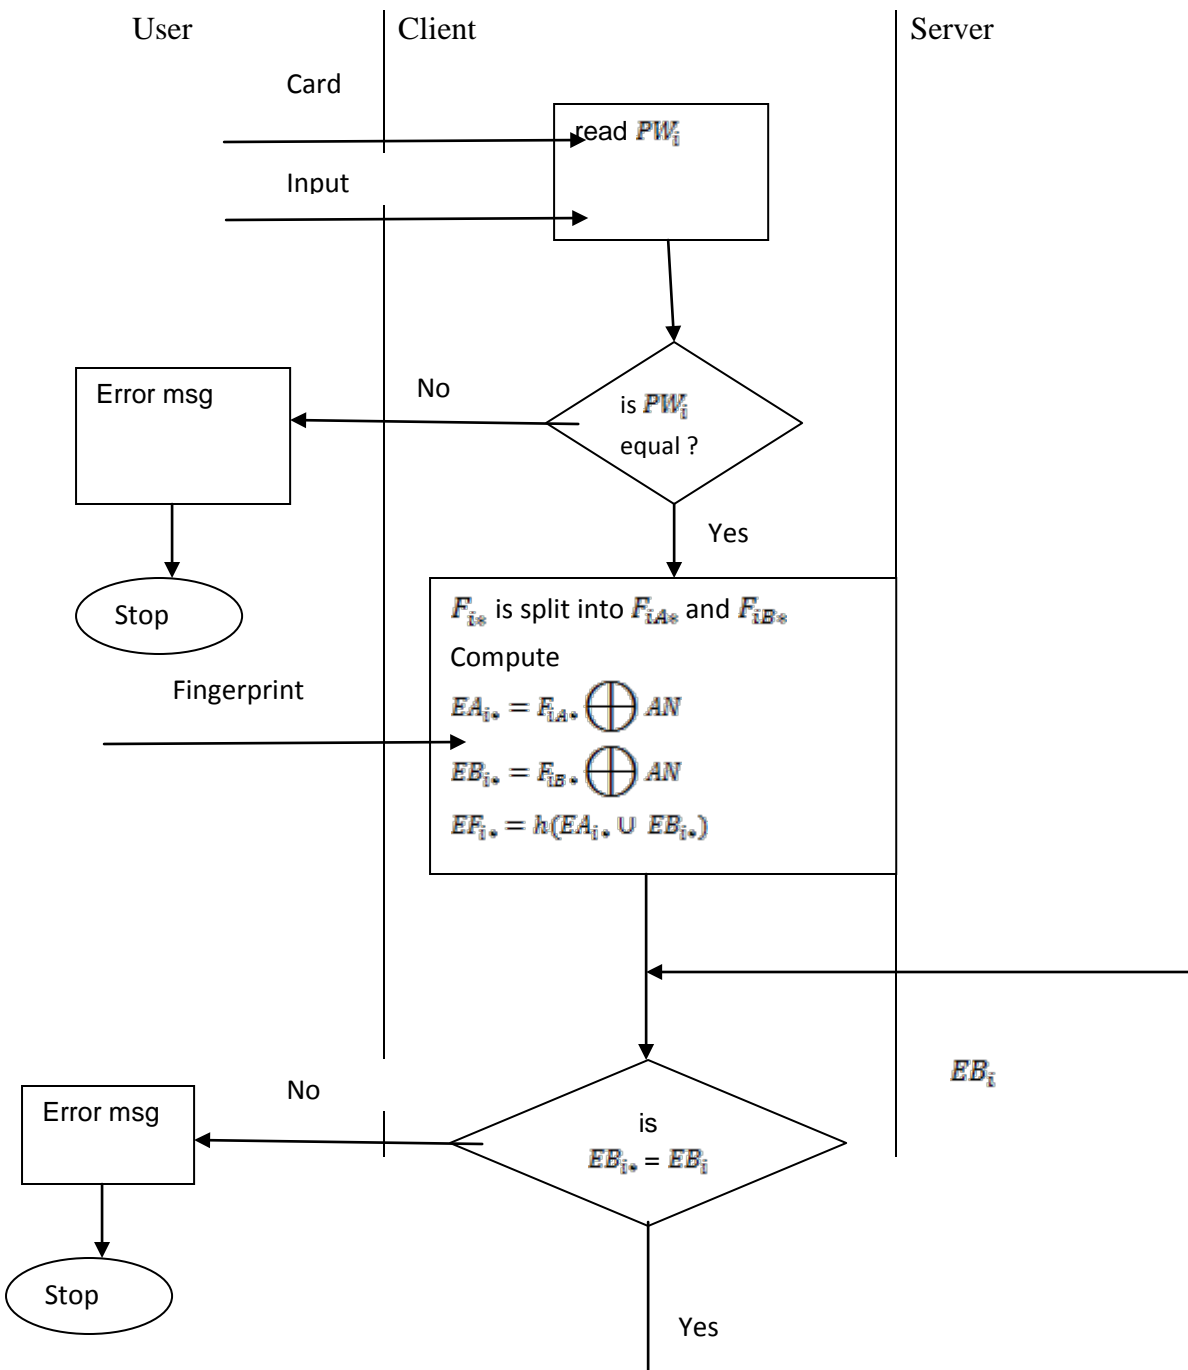 User
Client
Server
Card
read PWᵢ
Input
Error msg
No
is PWᵢ
equal ?
Yes
Stop
Fᵢ* is split into FᵢA* and FᵢB*
Compute
Fingerprint
EAᵢ* = FᵢA* ⊕ AN
EBᵢ* = FᵢB* ⊕ AN
EFᵢ* = h(EAᵢ* ∪ EBᵢ*)
EBᵢ
No
Error msg
is
EBᵢ* = EBᵢ
Stop
Yes